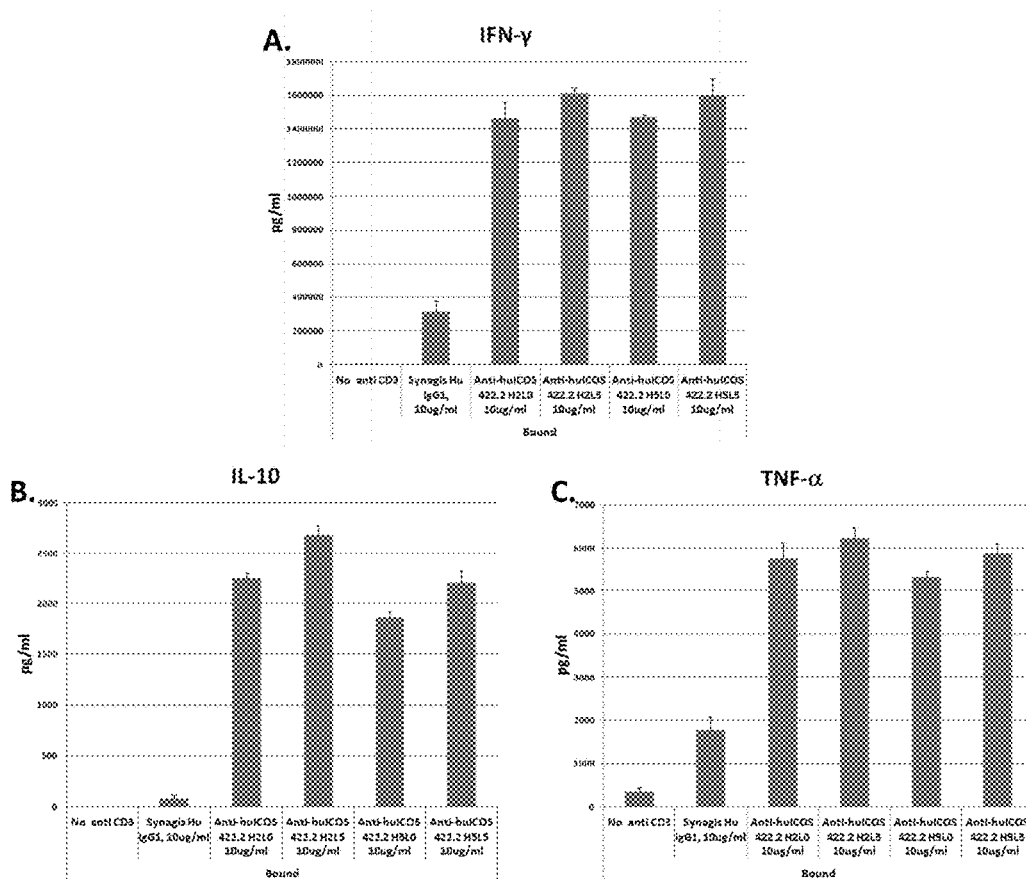 A.
IFN-γ
1800000
1600000
1400000
1200000
1000000
800000
600000
400000
200000
0
pg/ml
No anti CD3
Synagis Hu
IgG1,
10ug/ml
Anti-huICOS
422.2 H2L0
10ug/ml
Anti-huICOS
422.2 H2L5
10ug/ml
Anti-huICOS
422.2 H5L0
10ug/ml
Anti-huICOS
422.2 H5L5
10ug/ml
Bound
B.
IL-10
3000
2500
2000
1500
1000
500
0
pg/ml
No anti CD3
Synagis Hu
IgG1, 10ug/ml
Anti-huICOS
422.2 H2L0
10ug/ml
Anti-huICOS
422.2 H2L5
10ug/ml
Anti-huICOS
422.2 H5L0
10ug/ml
Anti-huICOS
422.2 H5L5
10ug/ml
Bound
C.
TNF-α
7000
6000
5000
4000
3000
2000
1000
0
pg/ml
No anti CD3
Synagis Hu
IgG1, 10ug/ml
Anti-huICOS
422.2 H2L0
10ug/ml
Anti-huICOS
422.2 H2L5
10ug/ml
Anti-huICOS
422.2 H5L0
10ug/ml
Anti-huICOS
422.2 H5L5
10ug/ml
Bound